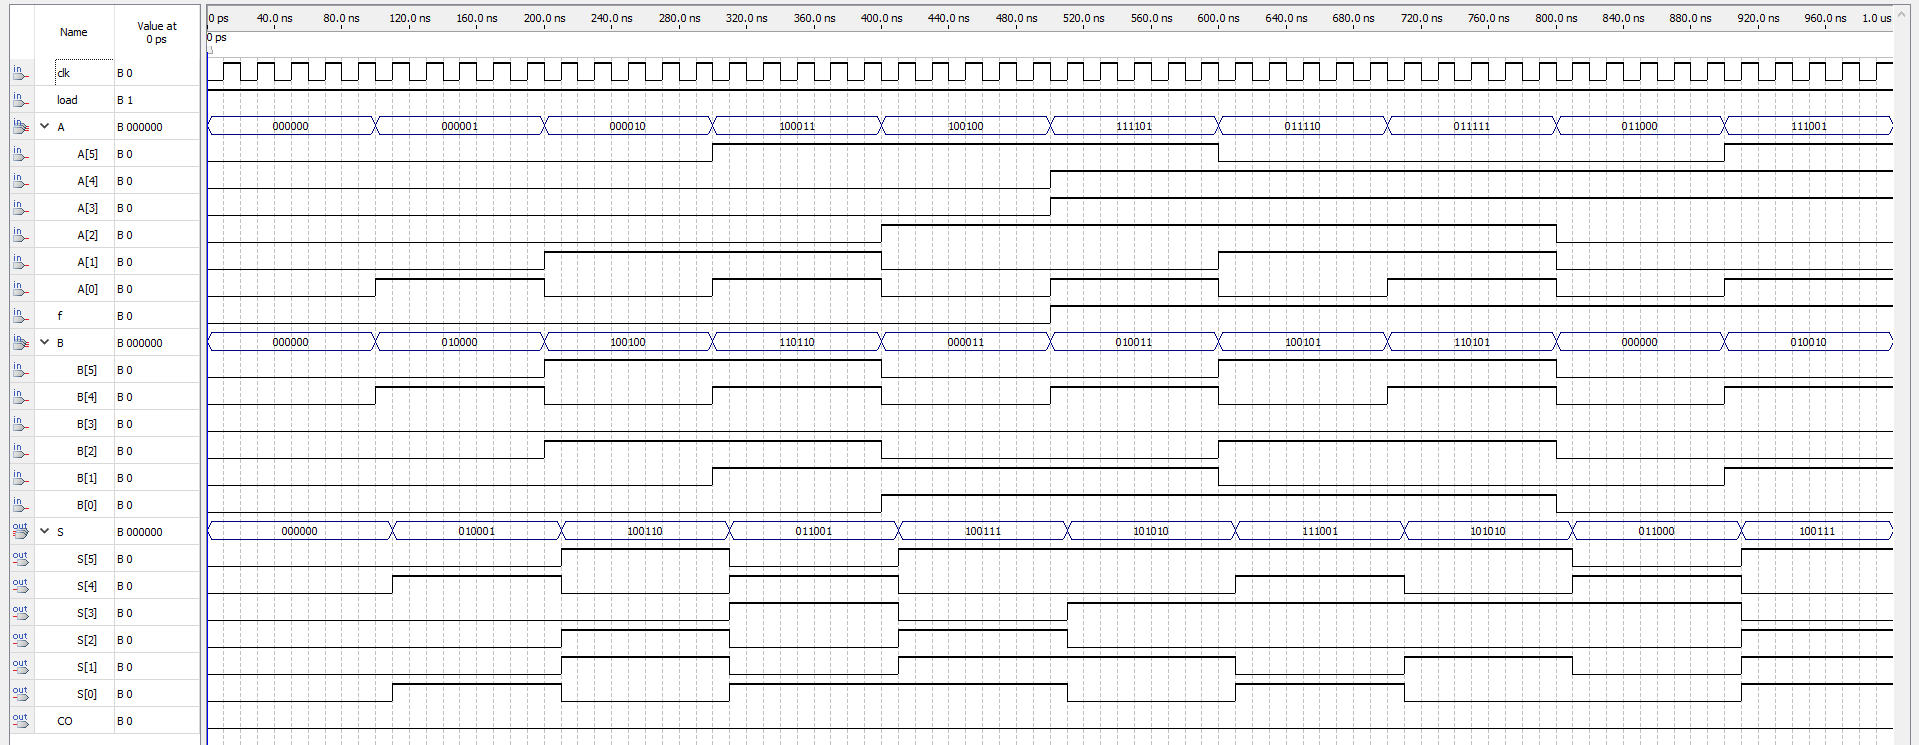 Name Value at 0 ps
0 ps 40.0 ns 80.0 ns 120.0 ns 160.0 ns 200.0 ns 240.0 ns 280.0 ns 320.0 ns 360.0 ns 400.0 ns 440.0 ns 480.0 ns 520.0 ns 560.0 ns 600.0 ns 640.0 ns 680.0 ns 720.0 ns 760.0 ns 800.0 ns 840.0 ns 880.0 ns 920.0 ns 960.0 ns 1.0 us
0 ps
in clk B 0
in load B 1
in A B 000000 000000 000001 000010 100011 100100 111101 011110 011111 011000 111001
in A[5] B 0
in A[4] B 0
in A[3] B 0
in A[2] B 0
in A[1] B 0
in A[0] B 0
in f B 0
in B B 000000 000000 010000 100100 110110 000011 010011 100101 110101 000000 010010
in B[5] B 0
in B[4] B 0
in B[3] B 0
in B[2] B 0
in B[1] B 0
in B[0] B 0
out S B 000000 000000 010001 100110 011001 100111 101010 111001 101010 011000 100111
out S[5] B 0
out S[4] B 0
out S[3] B 0
out S[2] B 0
out S[1] B 0
out S[0] B 0
out CO B 0